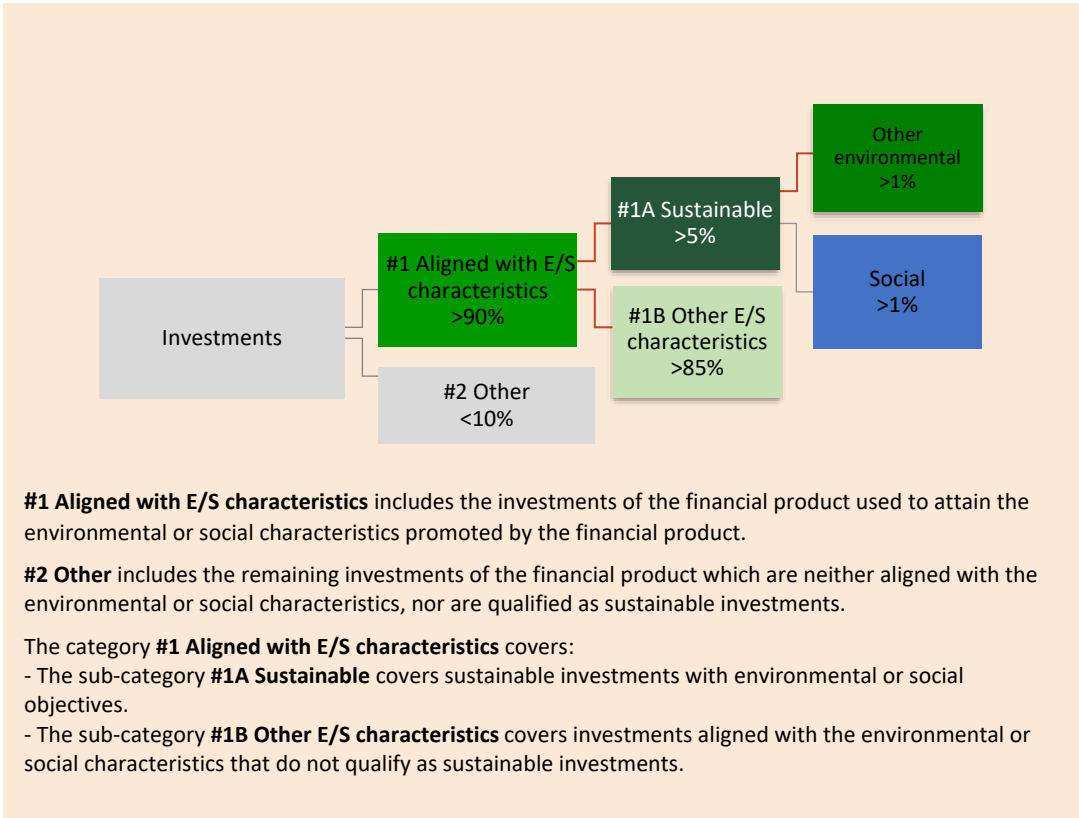 Investments
#1 Aligned with E/S
characteristics
>90%
#2 Other
<10%
#1A Sustainable
>5%
#1B Other E/S
characteristics
>85%
Other
environmental
>1%
Social
>1%
#1 Aligned with E/S characteristics includes the investments of the financial product used to attain the
environmental or social characteristics promoted by the financial product.
#2 Other includes the remaining investments of the financial product which are neither aligned with the
environmental or social characteristics, nor are qualified as sustainable investments.
The category #1 Aligned with E/S characteristics covers:
- The sub-category #1A Sustainable covers sustainable investments with environmental or social
objectives.
- The sub-category #1B Other E/S characteristics covers investments aligned with the environmental or
social characteristics that do not qualify as sustainable investments.